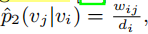 p̂₂(vⱼ|vᵢ) = wᵢⱼ/dᵢ,